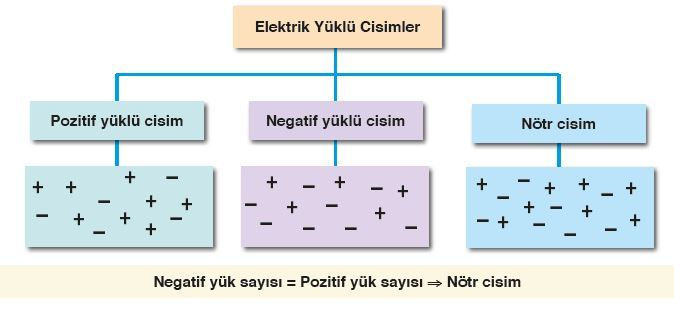 Elektrik Yüklü Cisimler
Pozitif yüklü cisim
Negatif yüklü cisim
Nötr cisim
+ + + − + +
− + − + + −
− +
+ − + − +
− + − +
− − − −
+ − + + − +
− + − +
− + − − −
Negatif yük sayısı = Pozitif yük sayısı ⇒ Nötr cisim